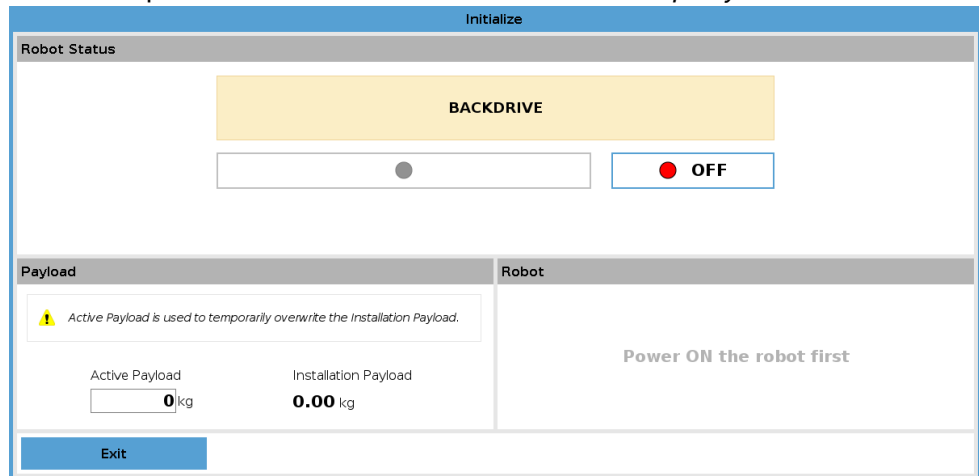 Initialize
Robot Status
BACKDRIVE
OFF
Payload
Robot
Active Payload is used to temporarily overwrite the Installation Payload.
Power ON the robot first
Active Payload
Installation Payload
0 kg
0.00 kg
Exit